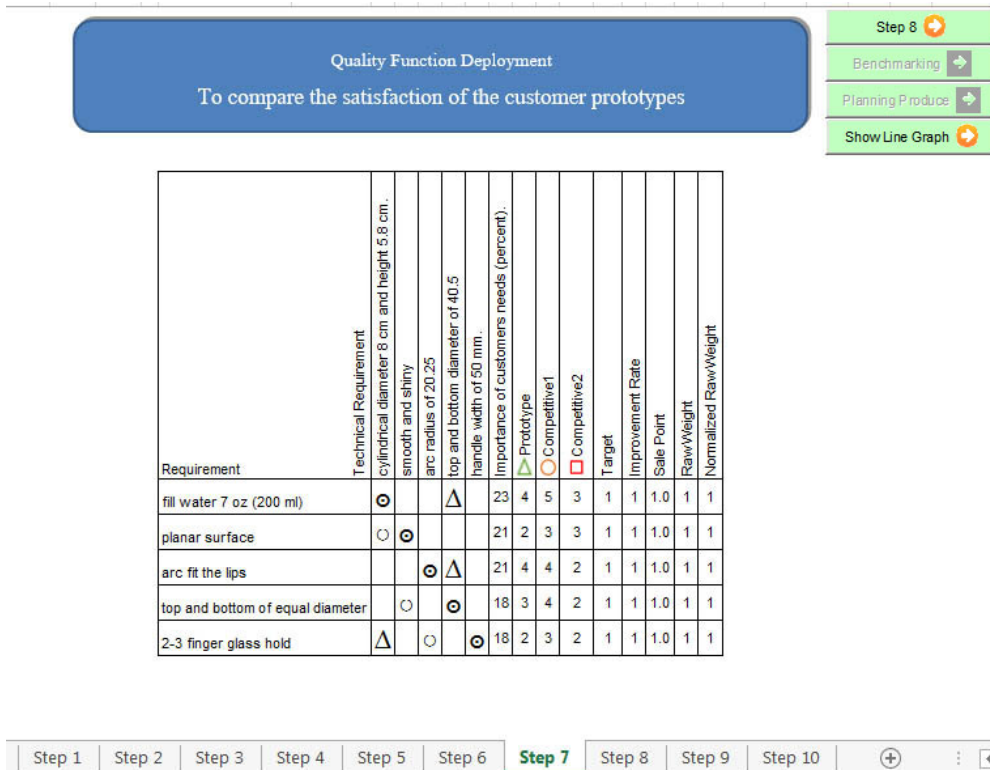 Quality Function Deployment
To compare the satisfaction of the customer prototypes
Step 8
Benchmarking
Planning Produce
Show Line Graph
Requirement
Technical Requirement
cylindrical diameter 8 cm and height 5.8 cm.
smooth and shiny
arc radius of 20.25
top and bottom diameter of 40.5
handle width of 50 mm.
Importance of customers needs (percent).
Prototype
Competitive1
Competitive2
Target
Improvement Rate
Sale Point
RawWeight
Normalized RawWeight
fill water 7 oz (200 ml) ⊙ Δ 23 4 5 3 1 1 1.0 1 1
planar surface ○ ⊙ 21 2 3 3 1 1 1.0 1 1
arc fit the lips ⊙ Δ 21 4 4 2 1 1 1.0 1 1
top and bottom of equal diameter ○ ⊙ 18 3 4 2 1 1 1.0 1 1
2-3 finger glass hold Δ ○ ⊙ 18 2 3 2 1 1 1.0 1 1
Step 1 Step 2 Step 3 Step 4 Step 5 Step 6 Step 7 Step 8 Step 9 Step 10